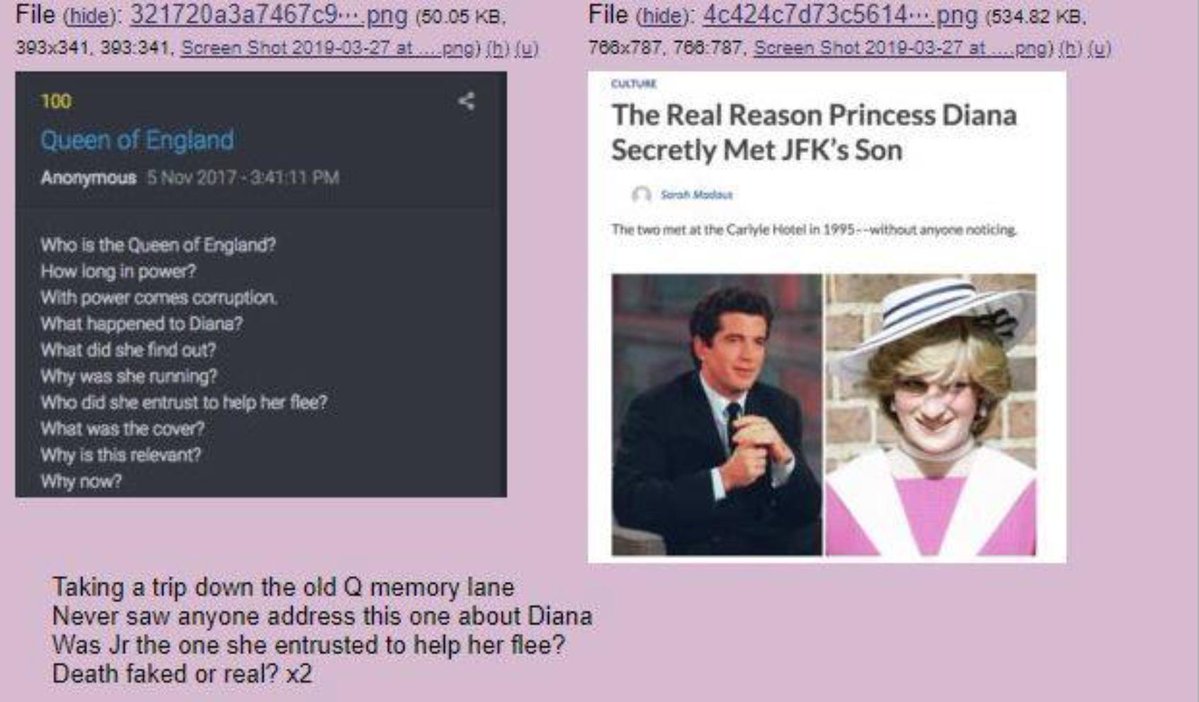 File (hide): 321720a3a7467c9….png (50.05 KB,
393x341, 393:341, Screen Shot 2019-03-27 at ....png) (h) (u)
100
Queen of England
Anonymous 5 Nov 2017 - 3:41:11 PM
Who is the Queen of England?
How long in power?
With power comes corruption.
What happened to Diana?
What did she find out?
Why was she running?
Who did she entrust to help her flee?
What was the cover?
Why is this relevant?
Why now?
File (hide): 4c424c7d73c5614….png (534.82 KB,
766x787, 766:787, Screen Shot 2019-03-27 at ....png) (h) (u)
CULTURE
The Real Reason Princess Diana
Secretly Met JFK's Son
Sarah Madaus
The two met at the Carlyle Hotel in 1995--without anyone noticing.
Taking a trip down the old Q memory lane
Never saw anyone address this one about Diana
Was Jr the one she entrusted to help her flee?
Death faked or real? x2